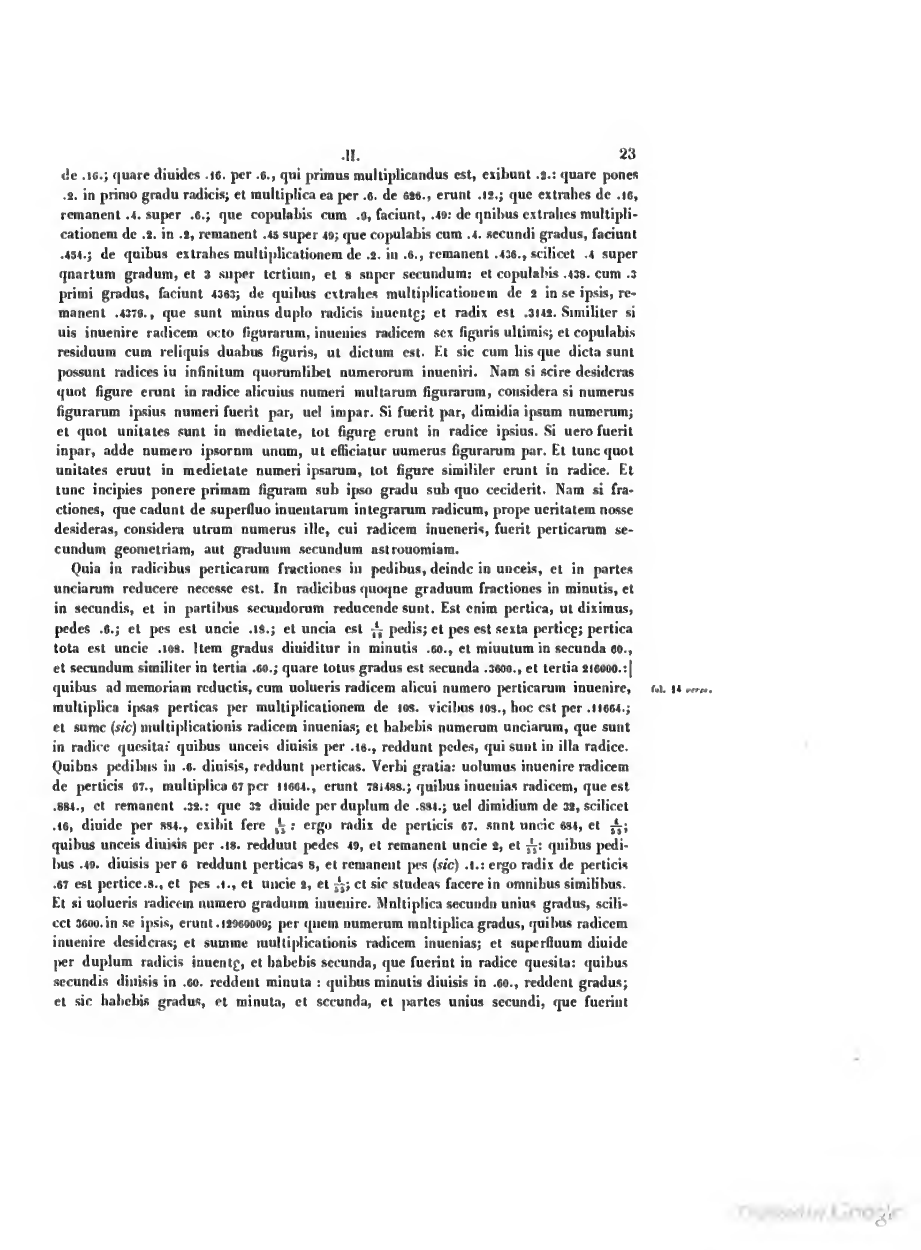 .II. 23
de .16.; quare diuides .16. per .6., qui primus multiplicandus est, exibunt .2.: quare pones
.2. in primo gradu radicis; et multiplica ea per .6. de 626., erunt .12.; que extrahes de .16,
remanent .4. super .6.; que copulabis cum .9, faciunt, .49: de quibus extrahes multipli-
cationem de .2. in .2, remanent .45 super 49; que copulabis cum .4. secundi gradus, faciunt
.454.; de quibus extrahes multiplicationem de .2. in .6., remanent .436., scilicet .4 super
quartum gradum, et 3 super tertium, et 8 super secundum: et copulabis .438. cum .3
primi gradus, faciunt 4363; de quibus extrahes multiplicationem de 2 in se ipsis, re-
manent .4379., que sunt minus duplo radicis inuentę; et radix est .3142. Similiter si
uis inuenire radicem octo figurarum, inuenies radicem sex figuris ultimis; et copulabis
residuum cum reliquis duabus figuris, ut dictum est. Et sic cum his que dicta sunt
possunt radices in infinitum quorumlibet numerorum inueniri. Nam si scire desideras
quot figure erunt in radice alicuius numeri multarum figurarum, considera si numerus
figurarum ipsius numeri fuerit par, uel impar. Si fuerit par, dimidia ipsum numerum;
et quot unitates sunt in medietate, tot figurę erunt in radice ipsius. Si uero fuerit
inpar, adde numero ipsorum unum, ut efficiatur numerus figurarum par. Et tunc quot
unitates erunt in medietate numeri ipsarum, tot figure similiter erunt in radice. Et
tunc incipies ponere primam figuram sub ipso gradu sub quo ceciderit. Nam si fra-
ctiones, que cadunt de superfluo inuentarum integrarum radicum, prope ueritatem nosse
desideras, considera utrum numerus ille, cui radicem inueneris, fuerit perticarum se-
cundum geometriam, aut graduum secundum astronomiam.
Quia in radicibus perticarum fractiones in pedibus, deinde in unceis, et in partes
unciarum reducere necesse est. In radicibus quoque graduum fractiones in minutis, et
in secundis, et in partibus secundorum reducende sunt. Est enim pertica, ut diximus,
pedes .6.; et pes est uncie .18.; et uncia est 1/18 pedis; et pes est sexta perticę; pertica
tota est uncie .108. Item gradus diuiditur in minutis .60., et minutum in secunda 60.,
et secundum similiter in tertia .60.; quare totus gradus est secunda .3600., et tertia 216000.:|
quibus ad memoriam reductis, cum uolueris radicem alicui numero perticarum inuenire, fol. 14 verso.
multiplica ipsas perticas per multiplicationem de 108. vicibus 108., hoc est per .11664.;
et sume (sic) multiplicationis radicem inuenias; et habebis numerum unciarum, que sunt
in radice quesita: quibus unceis diuisis per .16., reddunt pedes, qui sunt in illa radice.
Quibus pedibus in .6. diuisis, reddunt perticas. Verbi gratia: uolumus inuenire radicem
de perticis 67., multiplica 67 per 11664., erunt 781488.; quibus inuenias radicem, que est
.884., et remanent .32.: que 32 diuide per duplum de .884.; uel dimidium de 32, scilicet
.16, diuide per 884., exibit fere 1/55: ergo radix de perticis 67. sunt uncie 684, et 1/55;
quibus unceis diuisis per .18. reddunt pedes 49, et remanent uncie 2, et 1/55: quibus pedi-
bus .49. diuisis per 6 reddunt perticas 8, et remanent pes (sic) .1.: ergo radix de perticis
.67 est pertice .8., et pes .1., et uncie 2, et 1/55; et sic studeas facere in omnibus similibus.
Et si uolueris radicem numero graduum inuenire. Multiplica secunda unius gradus, scili-
cet 3600. in se ipsis, erunt .12960000; per quem numerum multiplica gradus, quibus radicem
inuenire desideras; et summe multiplicationis radicem inuenias; et superfluum diuide
per duplum radicis inuentę, et habebis secunda, que fuerint in radice quesita: quibus
secundis diuisis in .60. reddent minuta : quibus minutis diuisis in .60., reddent gradus;
et sic habebis gradus, et minuta, et secunda, et partes unius secundi, que fuerint
Digitized by Google